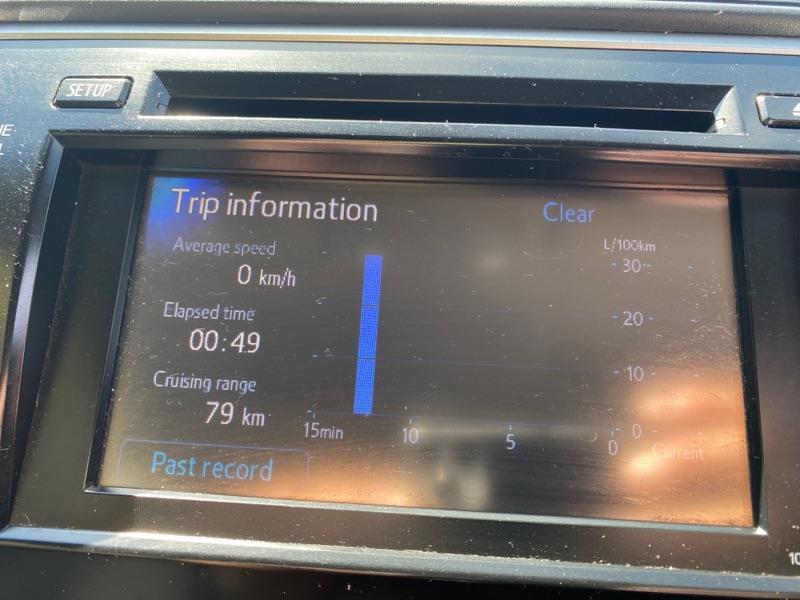 SETUP
Trip information
Clear
Average speed
0 km/h
L/100km
30
Elapsed time
00:49
20
Cruising range
79 km
10
15min
10
5
0
0
Current
Past record
10